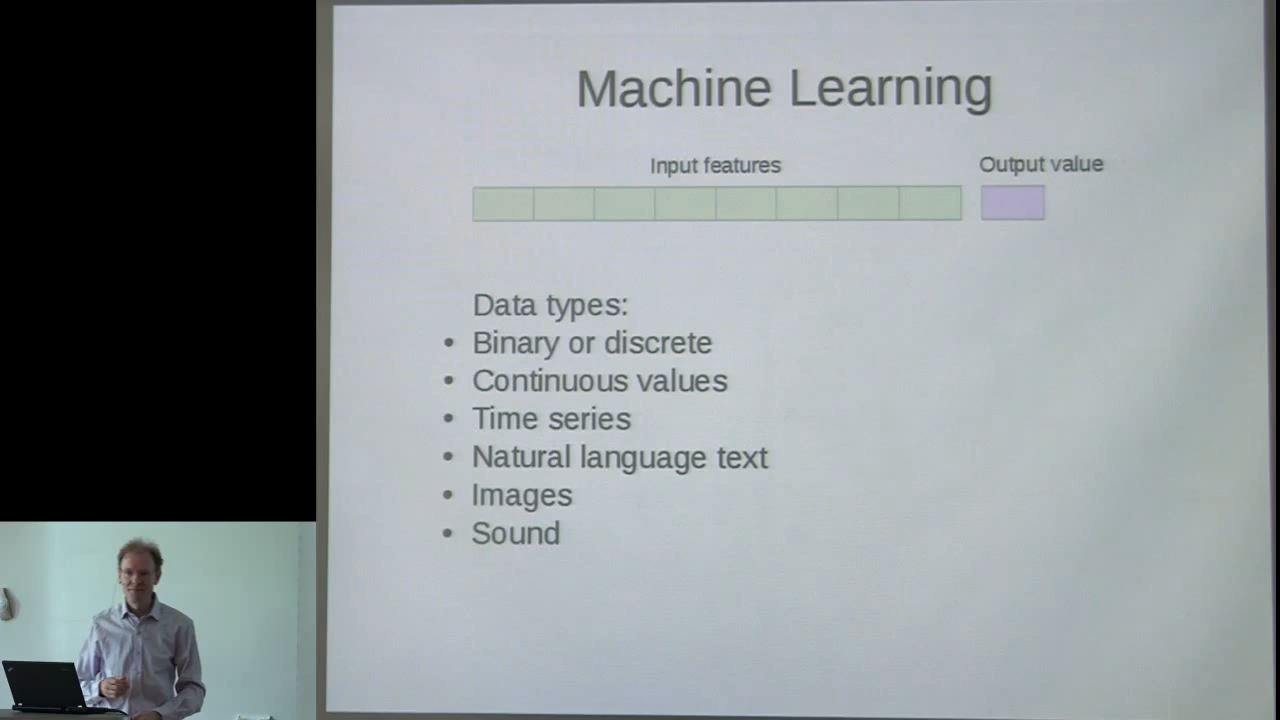 Machine Learning
Input features
Output value
Data types:
• Binary or discrete
• Continuous values
• Time series
• Natural language text
• Images
• Sound